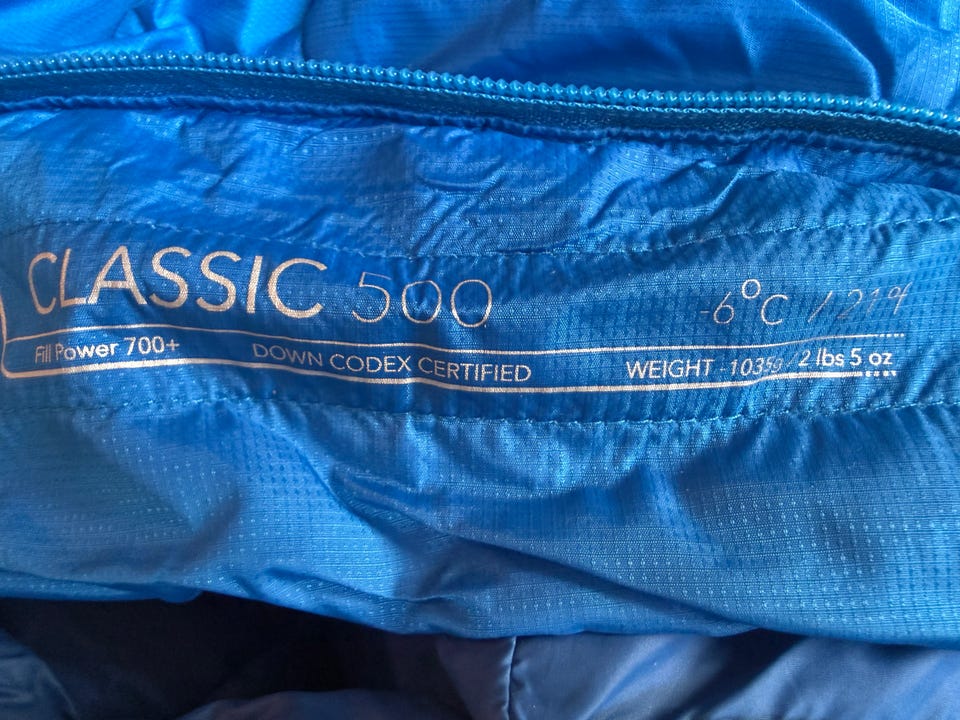 CLASSIC 500 -6°C / 21°F
Fill Power 700+ DOWN CODEX CERTIFIED WEIGHT -1035g / 2 lbs 5 oz